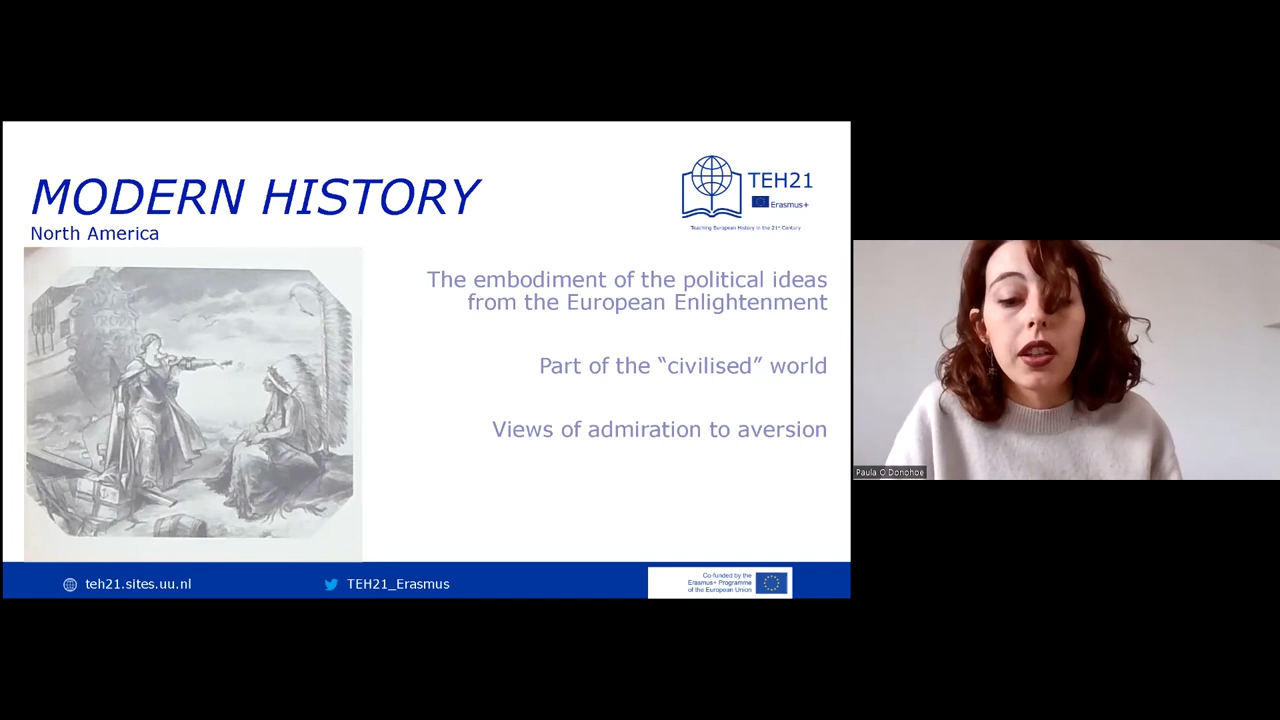 MODERN HISTORY
North America
TEH21
Erasmus+
Teaching European History in the 21st Century
The embodiment of the political ideas
from the European Enlightenment
Part of the “civilised” world
Views of admiration to aversion
Paula O Donohoe
teh21.sites.uu.nl
TEH21_Erasmus
Co-funded by the
Erasmus+ Programme
of the European Union